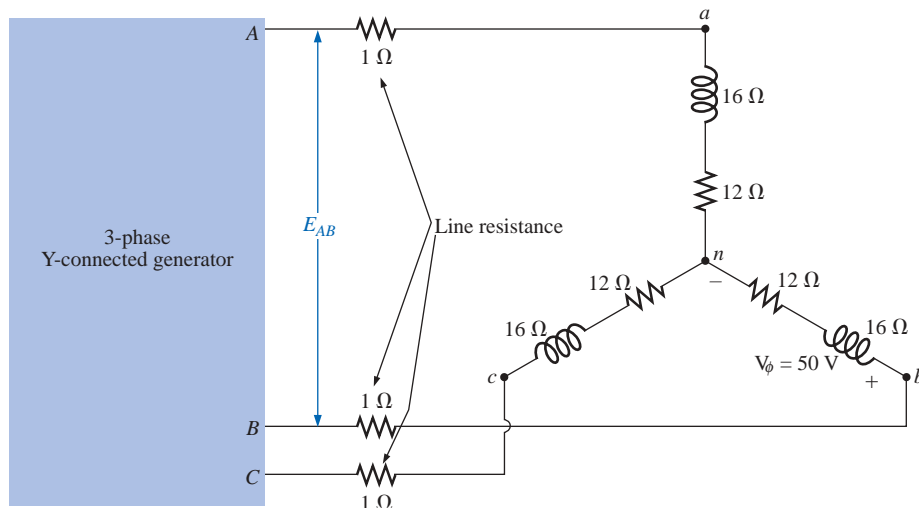 A
1 Ω
a
16 Ω
12 Ω
E_AB
Line resistance
3-phase
Y-connected generator
n
12 Ω
–
12 Ω
16 Ω
16 Ω
V_ϕ = 50 V
+
c
b
1 Ω
B
C
1 Ω